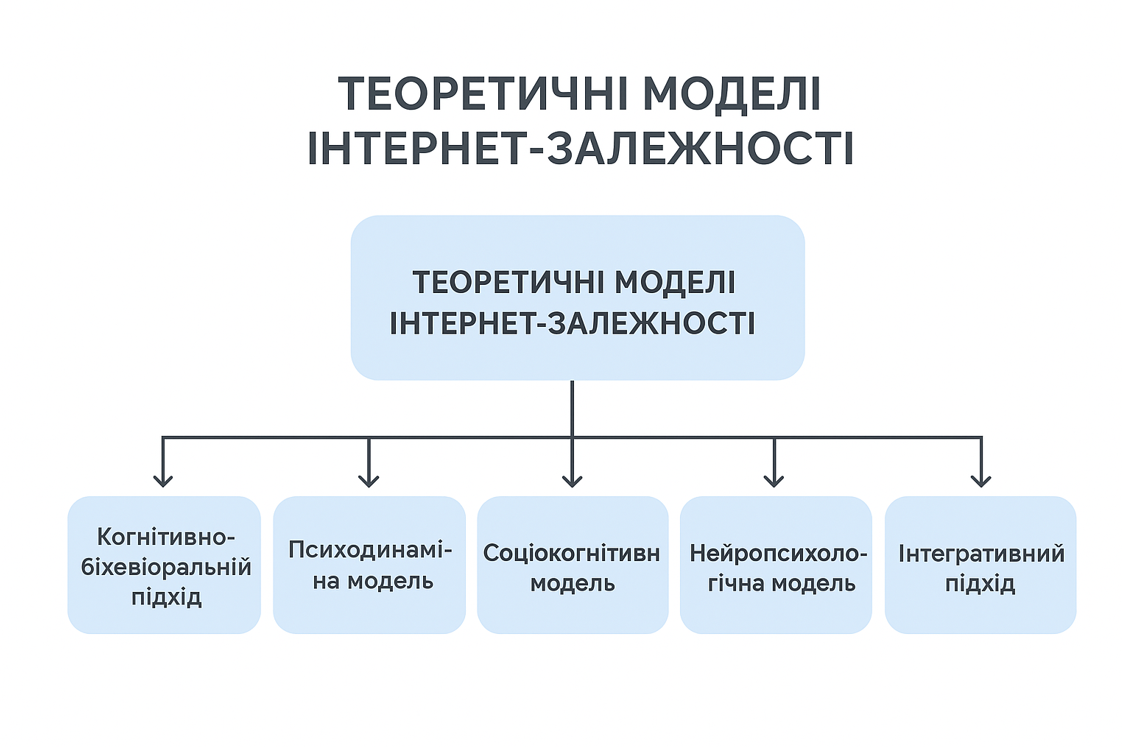 ТЕОРЕТИЧНІ МОДЕЛІ
ІНТЕРНЕТ-ЗАЛЕЖНОСТІ
ТЕОРЕТИЧНІ МОДЕЛІ
ІНТЕРНЕТ-ЗАЛЕЖНОСТІ
Когнітивно-
біхевіоральній
підхід
Психодинамі-
на модель
Соціокогнітивн
модель
Нейропсихоло-
гічна модель
Інтегративний
підхід